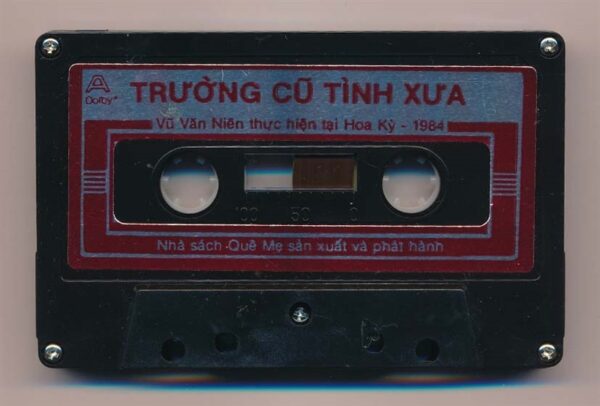 A
TRƯỜNG CŨ TÌNH XƯA
Dolby
Vũ Văn Niên thực hiện tại Hoa Kỳ - 1984
100 50 0
Nhà sách Quê Mẹ sản xuất và phát hành